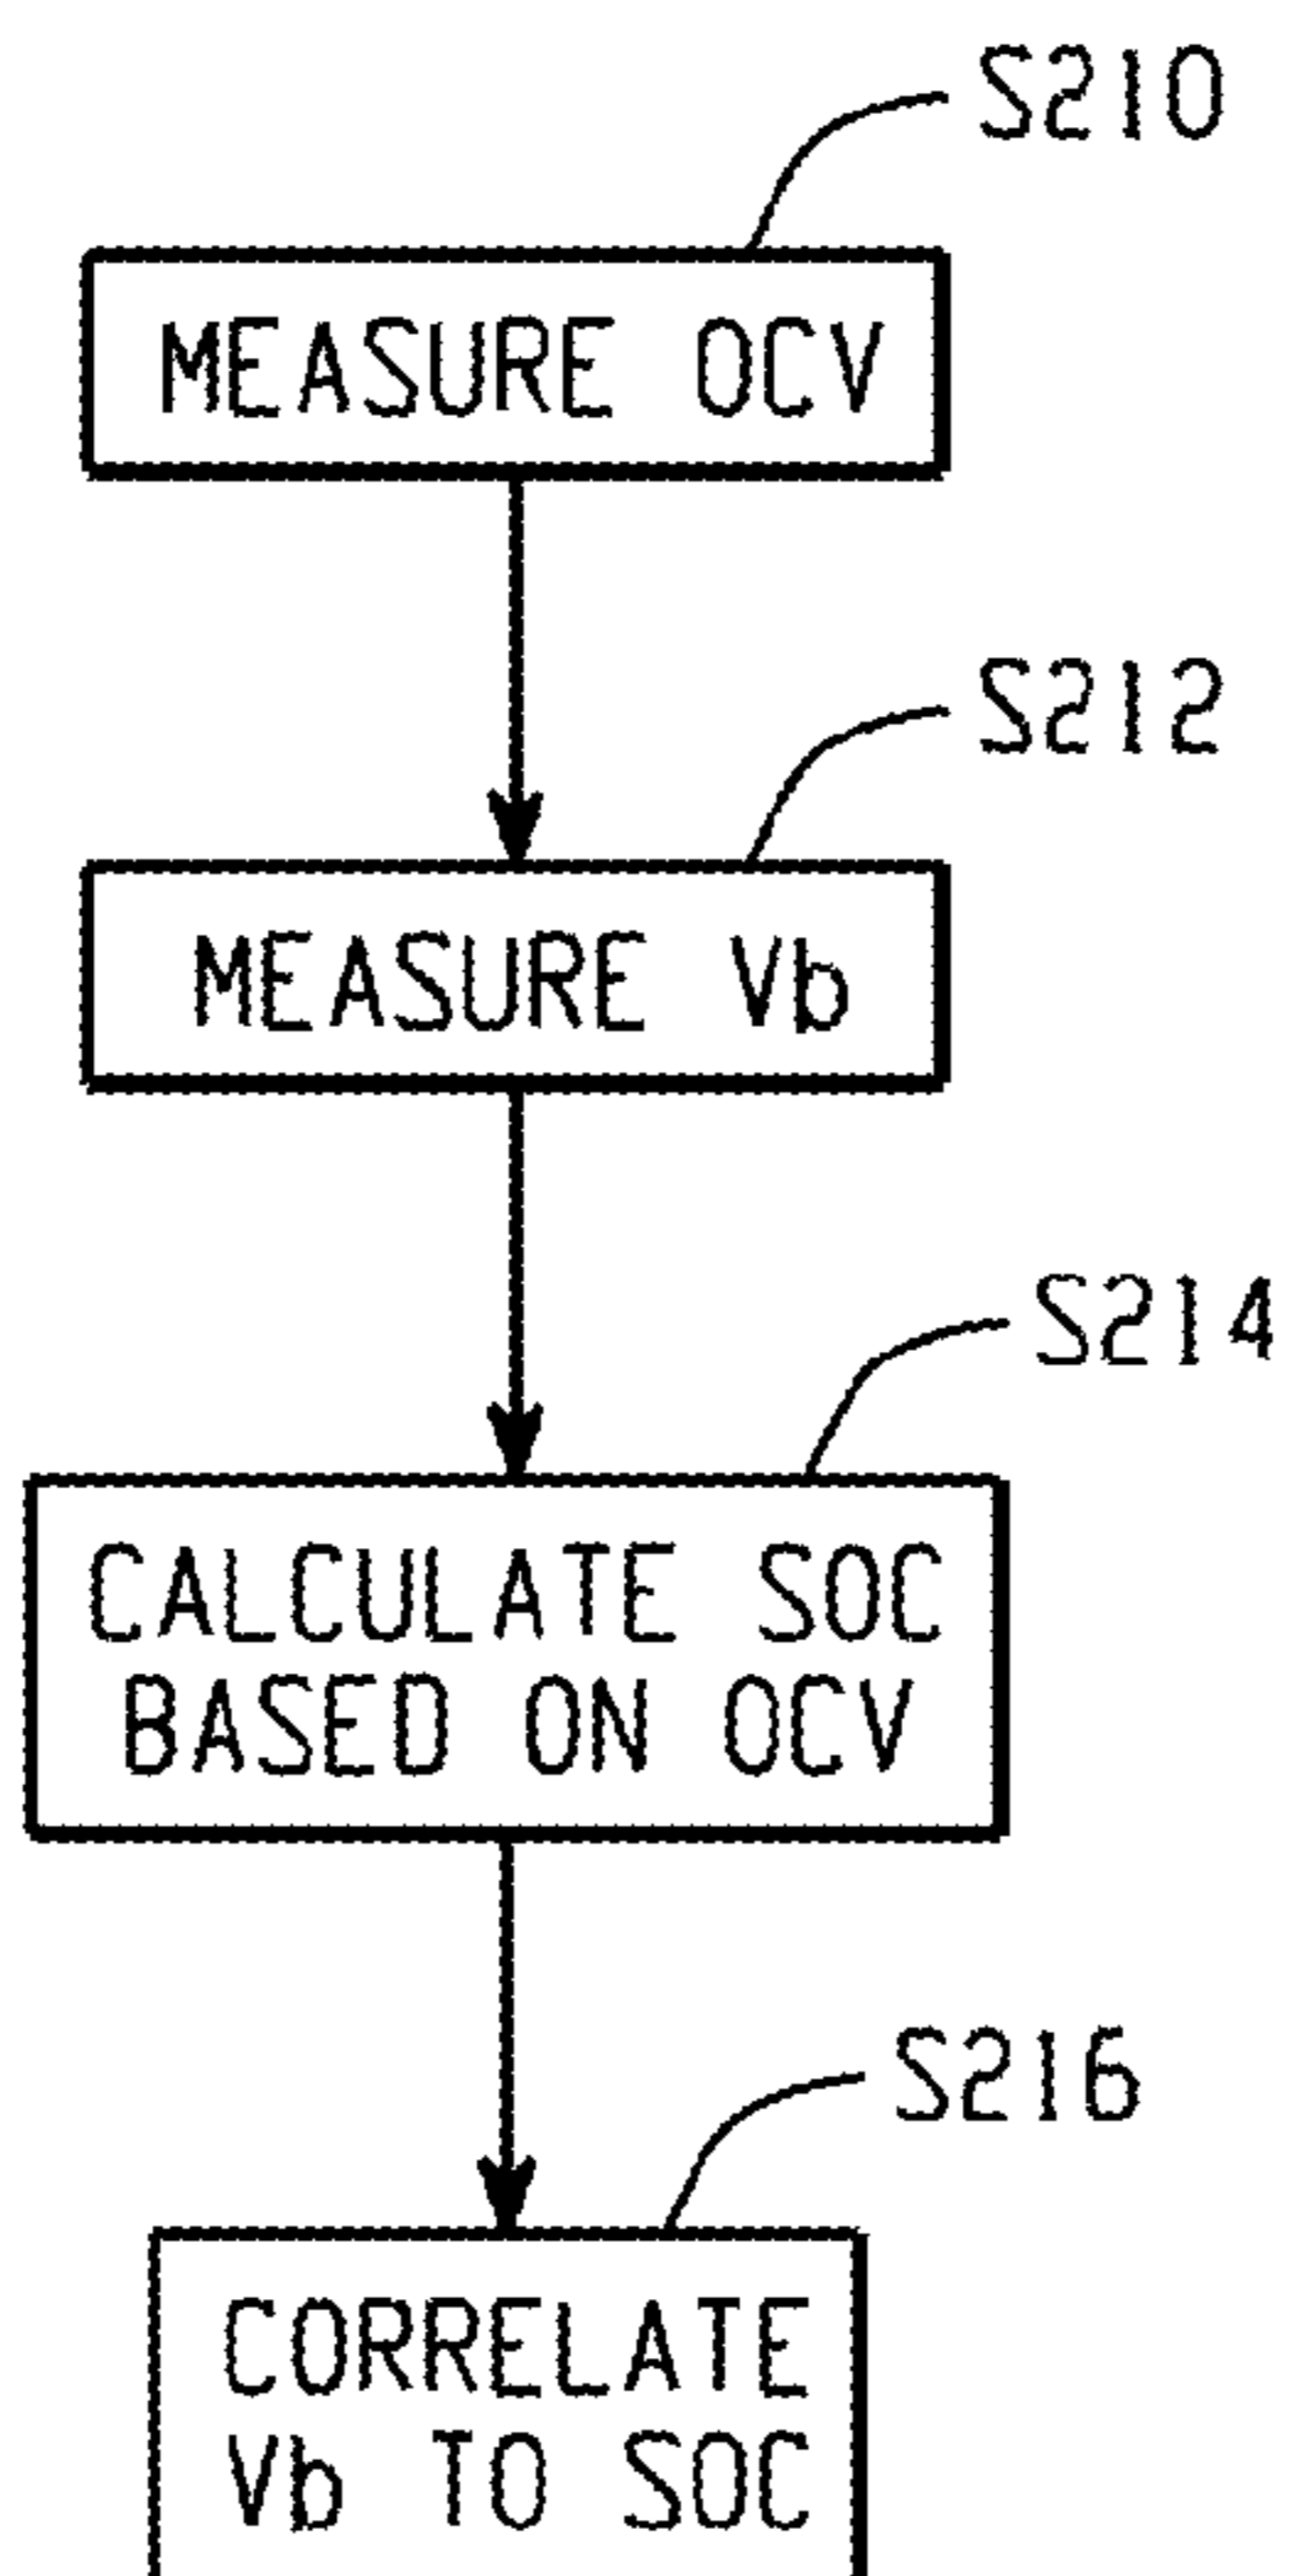 S210
MEASURE OCV
S212
MEASURE Vb
S214
CALCULATE SOC
BASED ON OCV
S216
CORRELATE
Vb TO SOC